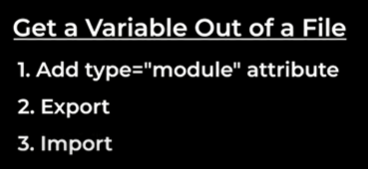 Get a Variable Out of a File
1. Add type="module" attribute
2. Export
3. Import